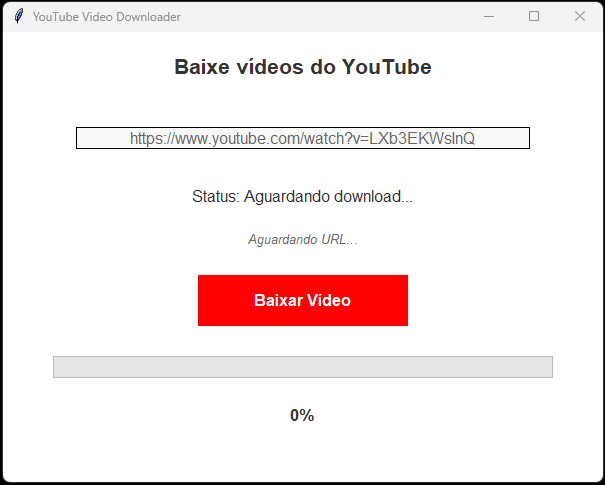 YouTube Video Downloader
Baixe vídeos do YouTube
https://www.youtube.com/watch?v=LXb3EKWsInQ
Status: Aguardando download...
Aguardando URL...
Baixar Vídeo
0%